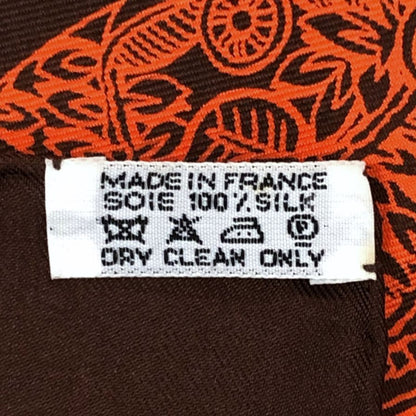 MADE IN FRANCE
SOIE 100% SILK
P
DRY CLEAN ONLY